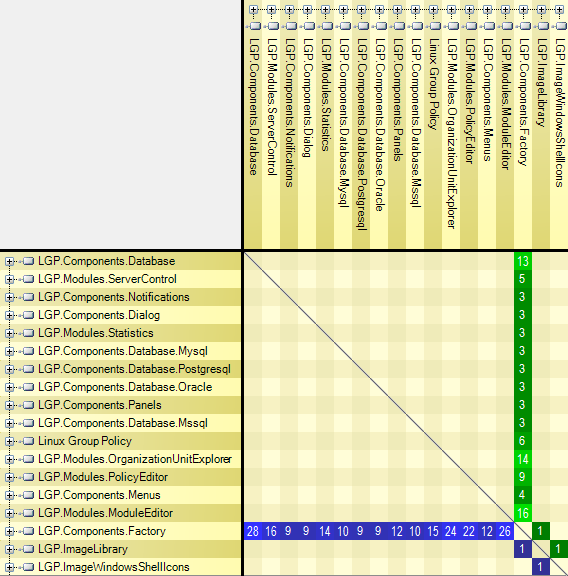 LGP.Components.Database
LGP.Modules.ServerControl
LGP.Components.Notifications
LGP.Components.Dialog
LGP.Modules.Statistics
LGP.Components.Database.Mysql
LGP.Components.Database.Postgresql
LGP.Components.Database.Oracle
LGP.Components.Panels
LGP.Components.Database.Mssql
Linux Group Policy
LGP.Modules.OrganizationUnitExplorer
LGP.Modules.PolicyEditor
LGP.Components.Menus
LGP.Modules.ModuleEditor
LGP.Components.Factory
LGP.ImageLibrary
LGP.ImageWindowsShellIcons
LGP.Components.Database 13
LGP.Modules.ServerControl 5
LGP.Components.Notifications 3
LGP.Components.Dialog 3
LGP.Modules.Statistics 3
LGP.Components.Database.Mysql 3
LGP.Components.Database.Postgresql 3
LGP.Components.Database.Oracle 3
LGP.Components.Panels 3
LGP.Components.Database.Mssql 3
Linux Group Policy 6
LGP.Modules.OrganizationUnitExplorer 14
LGP.Modules.PolicyEditor 9
LGP.Components.Menus 4
LGP.Modules.ModuleEditor 16
LGP.Components.Factory 28 16 9 9 14 10 9 9 12 10 15 24 22 12 26 1
LGP.ImageLibrary 1 1
LGP.ImageWindowsShellIcons 1